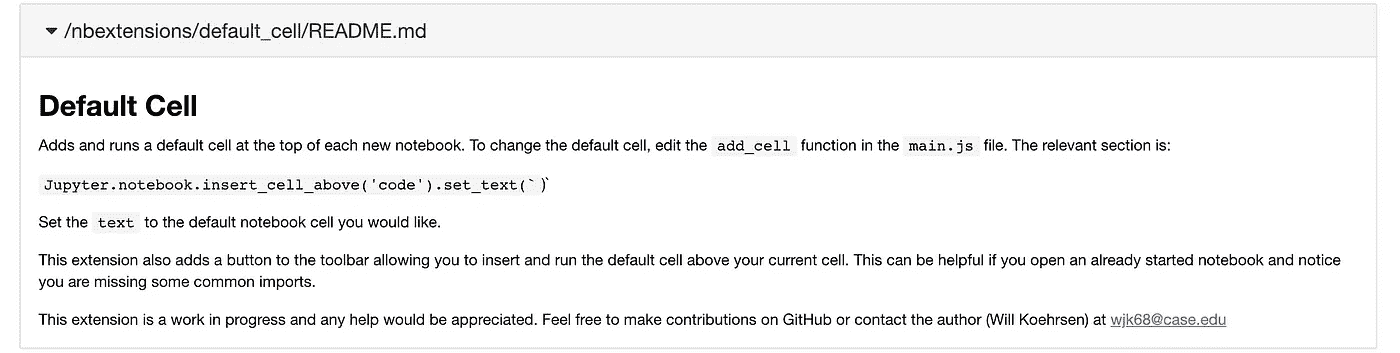 /nbextensions/default_cell/README.md
Default Cell
Adds and runs a default cell at the top of each new notebook. To change the default cell, edit the add_cell function in the main.js file. The relevant section is:
Jupyter.notebook.insert_cell_above('code').set_text(` )`
Set the text to the default notebook cell you would like.
This extension also adds a button to the toolbar allowing you to insert and run the default cell above your current cell. This can be helpful if you open an already started notebook and notice
you are missing some common imports.
This extension is a work in progress and any help would be appreciated. Feel free to make contributions on GitHub or contact the author (Will Koehrsen) at wjk68@case.edu